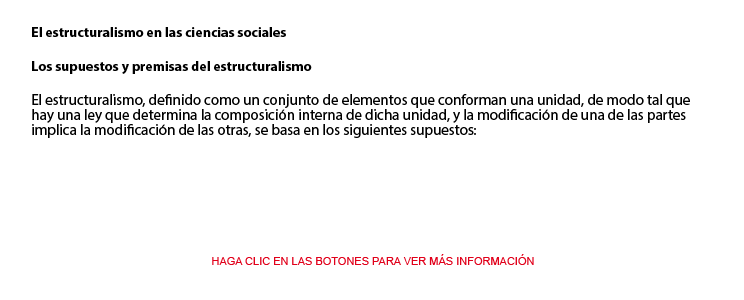 El estructuralismo en las ciencias sociales
Los supuestos y premisas del estructuralismo
El estructuralismo, definido como un conjunto de elementos que conforman una unidad, de modo tal que
hay una ley que determina la composición interna de dicha unidad, y la modificación de una de las partes
implica la modificación de las otras, se basa en los siguientes supuestos:
HAGA CLIC EN LAS BOTONES PARA VER MÁS INFORMACIÓN